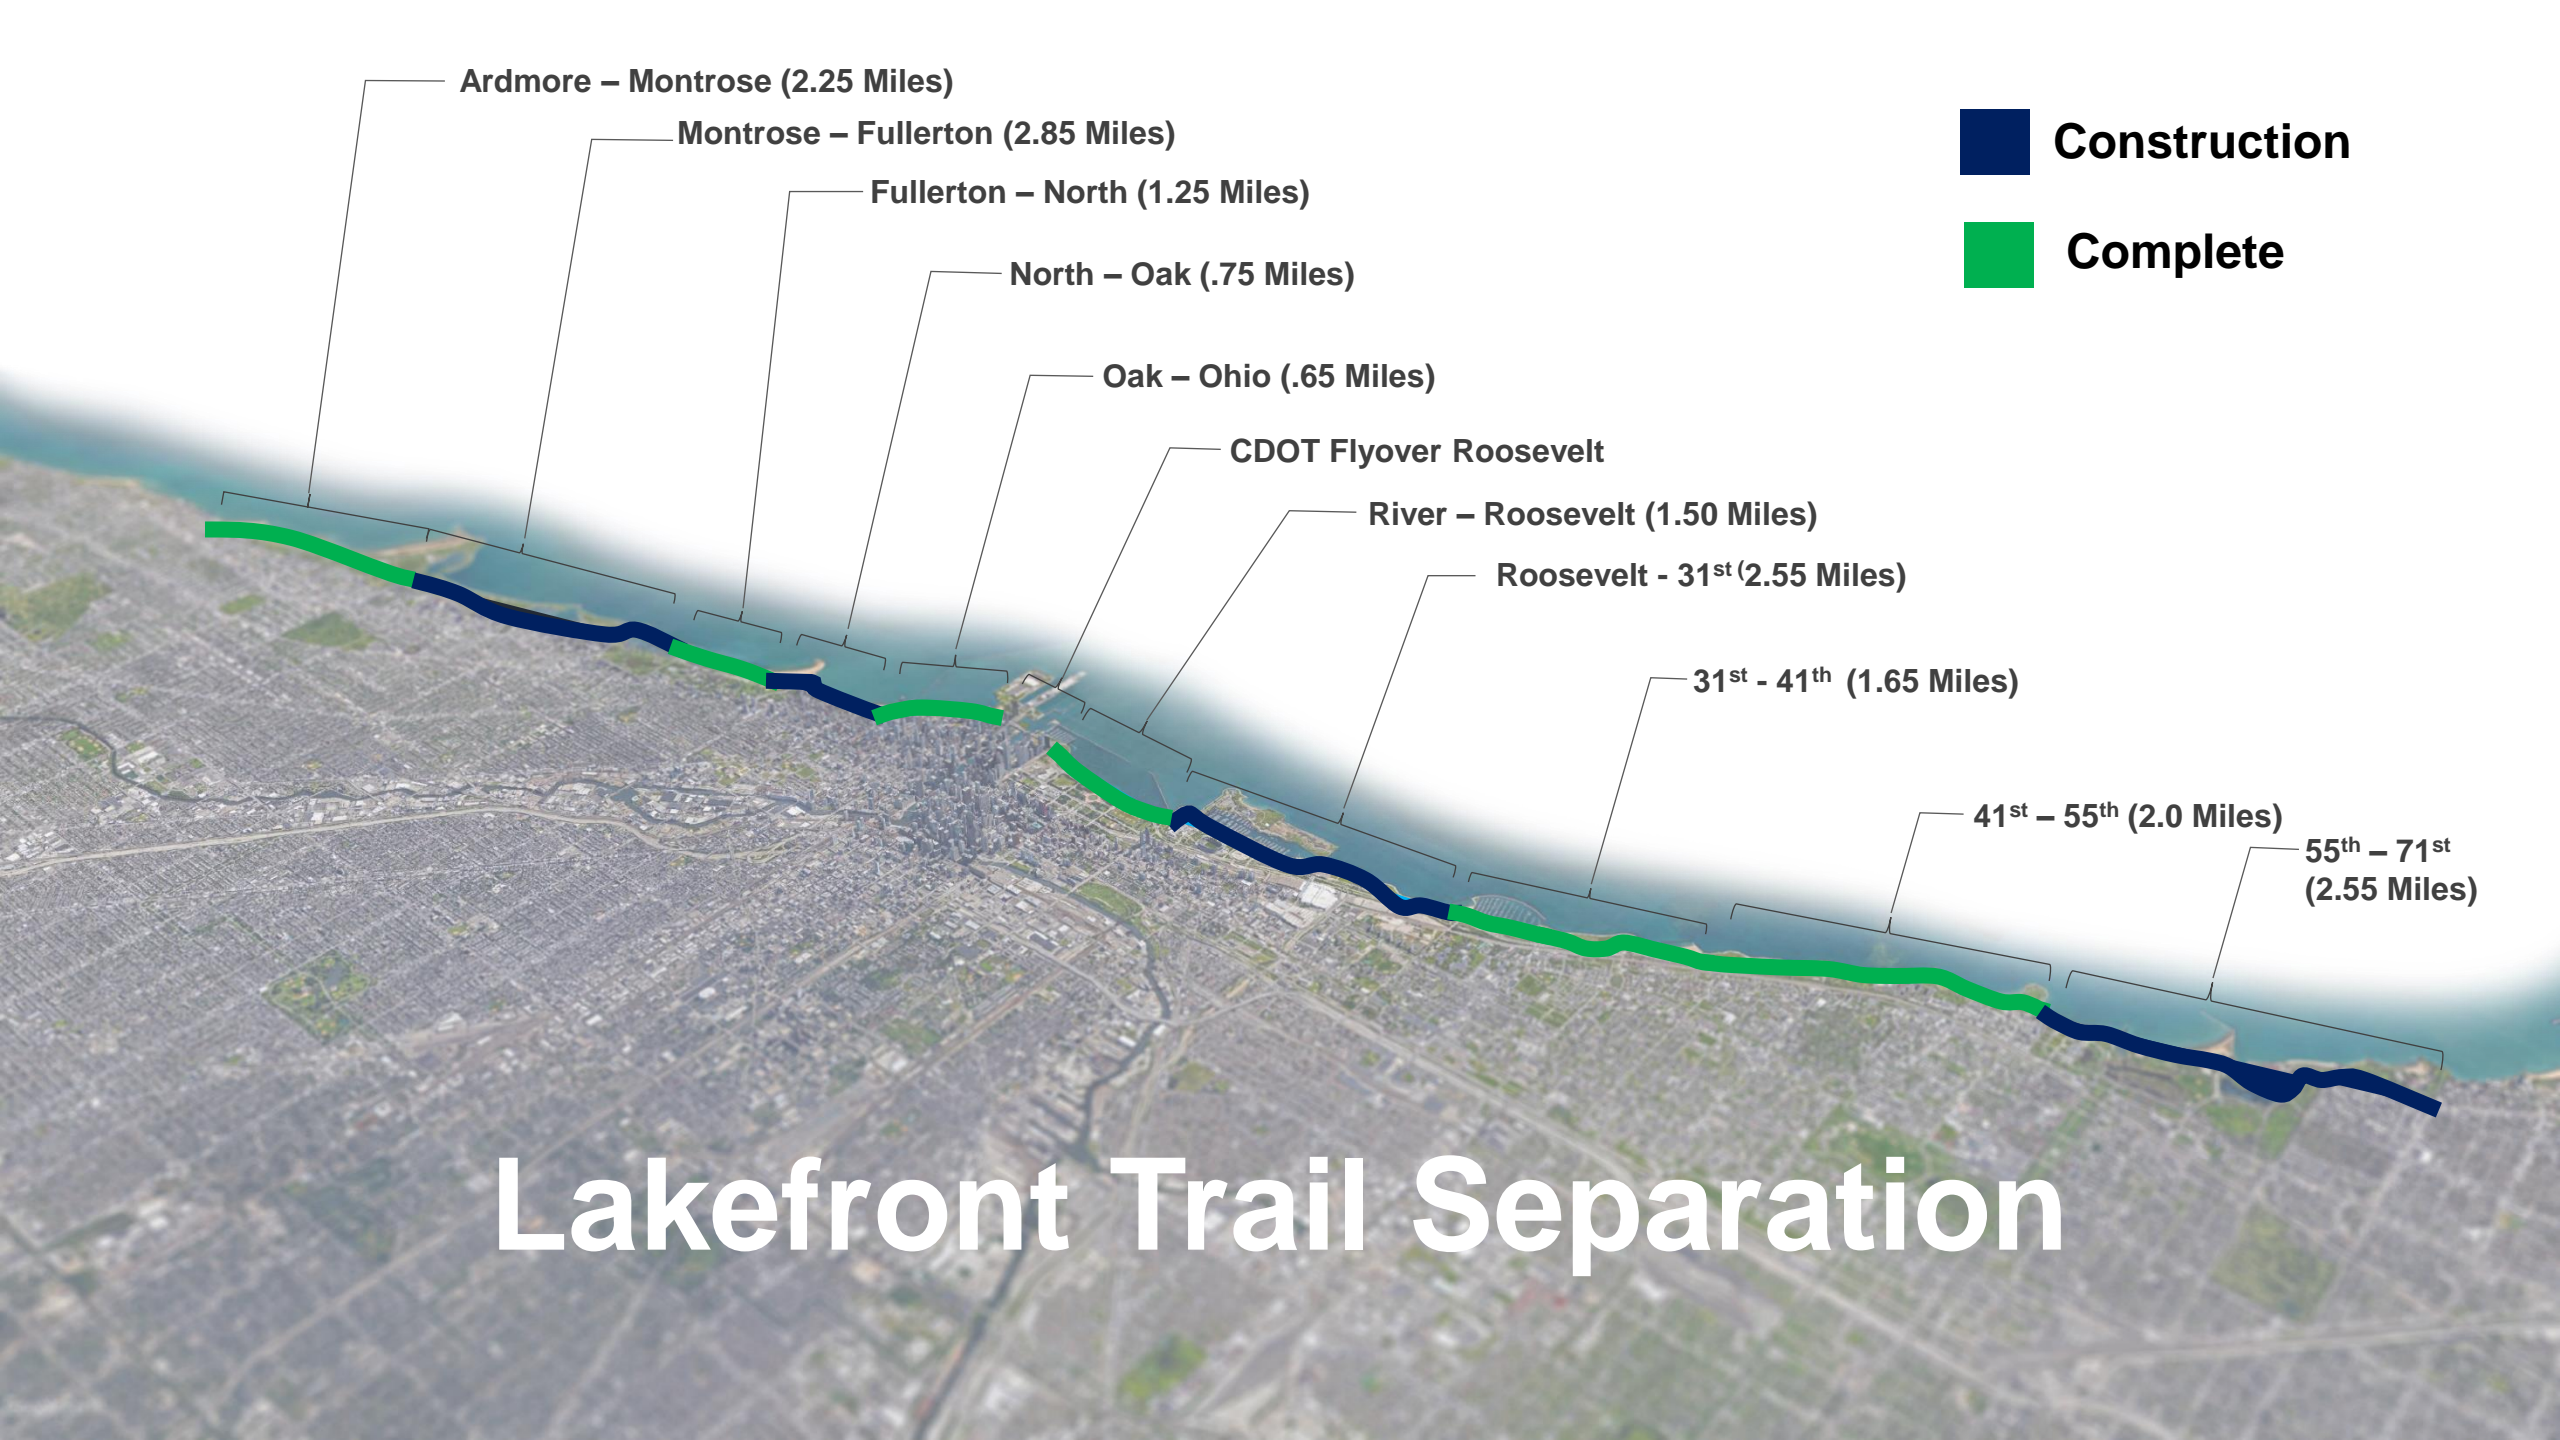 Ardmore – Montrose (2.25 Miles)
Montrose – Fullerton (2.85 Miles)
Fullerton – North (1.25 Miles)
North – Oak (.75 Miles)
Oak – Ohio (.65 Miles)
CDOT Flyover Roosevelt
River – Roosevelt (1.50 Miles)
Roosevelt - 31st (2.55 Miles)
31st - 41th (1.65 Miles)
41st – 55th (2.0 Miles)
55th – 71st
(2.55 Miles)
Construction
Complete
Lakefront Trail Separation